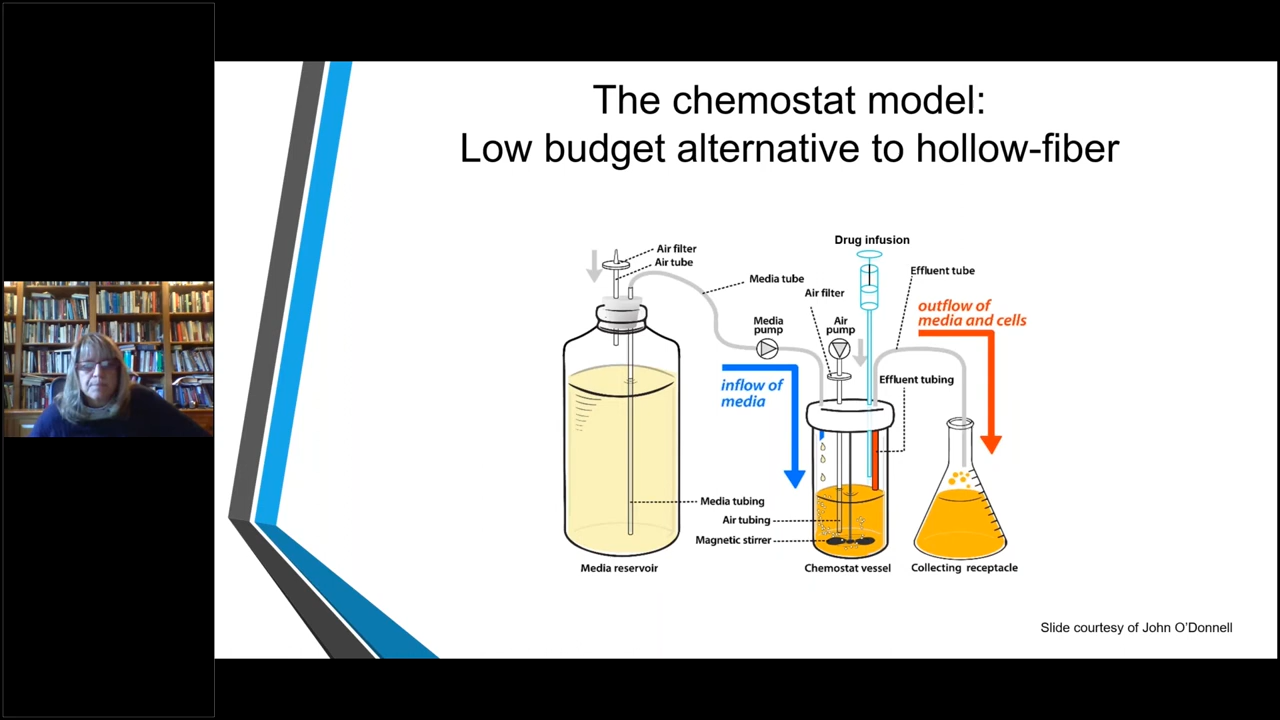 The chemostat model:
Low budget alternative to hollow-fiber
Drug infusion
Air filter
Air tube
Effluent tube
Media tube
Air filter
outflow of
media and cells
Media
pump
Air
pump
inflow of
media
Effluent tubing
Media tubing
Air tubing
Magnetic stirrer
Media reservoir
Chemostat vessel
Collecting receptacle
Slide courtesy of John O'Donnell